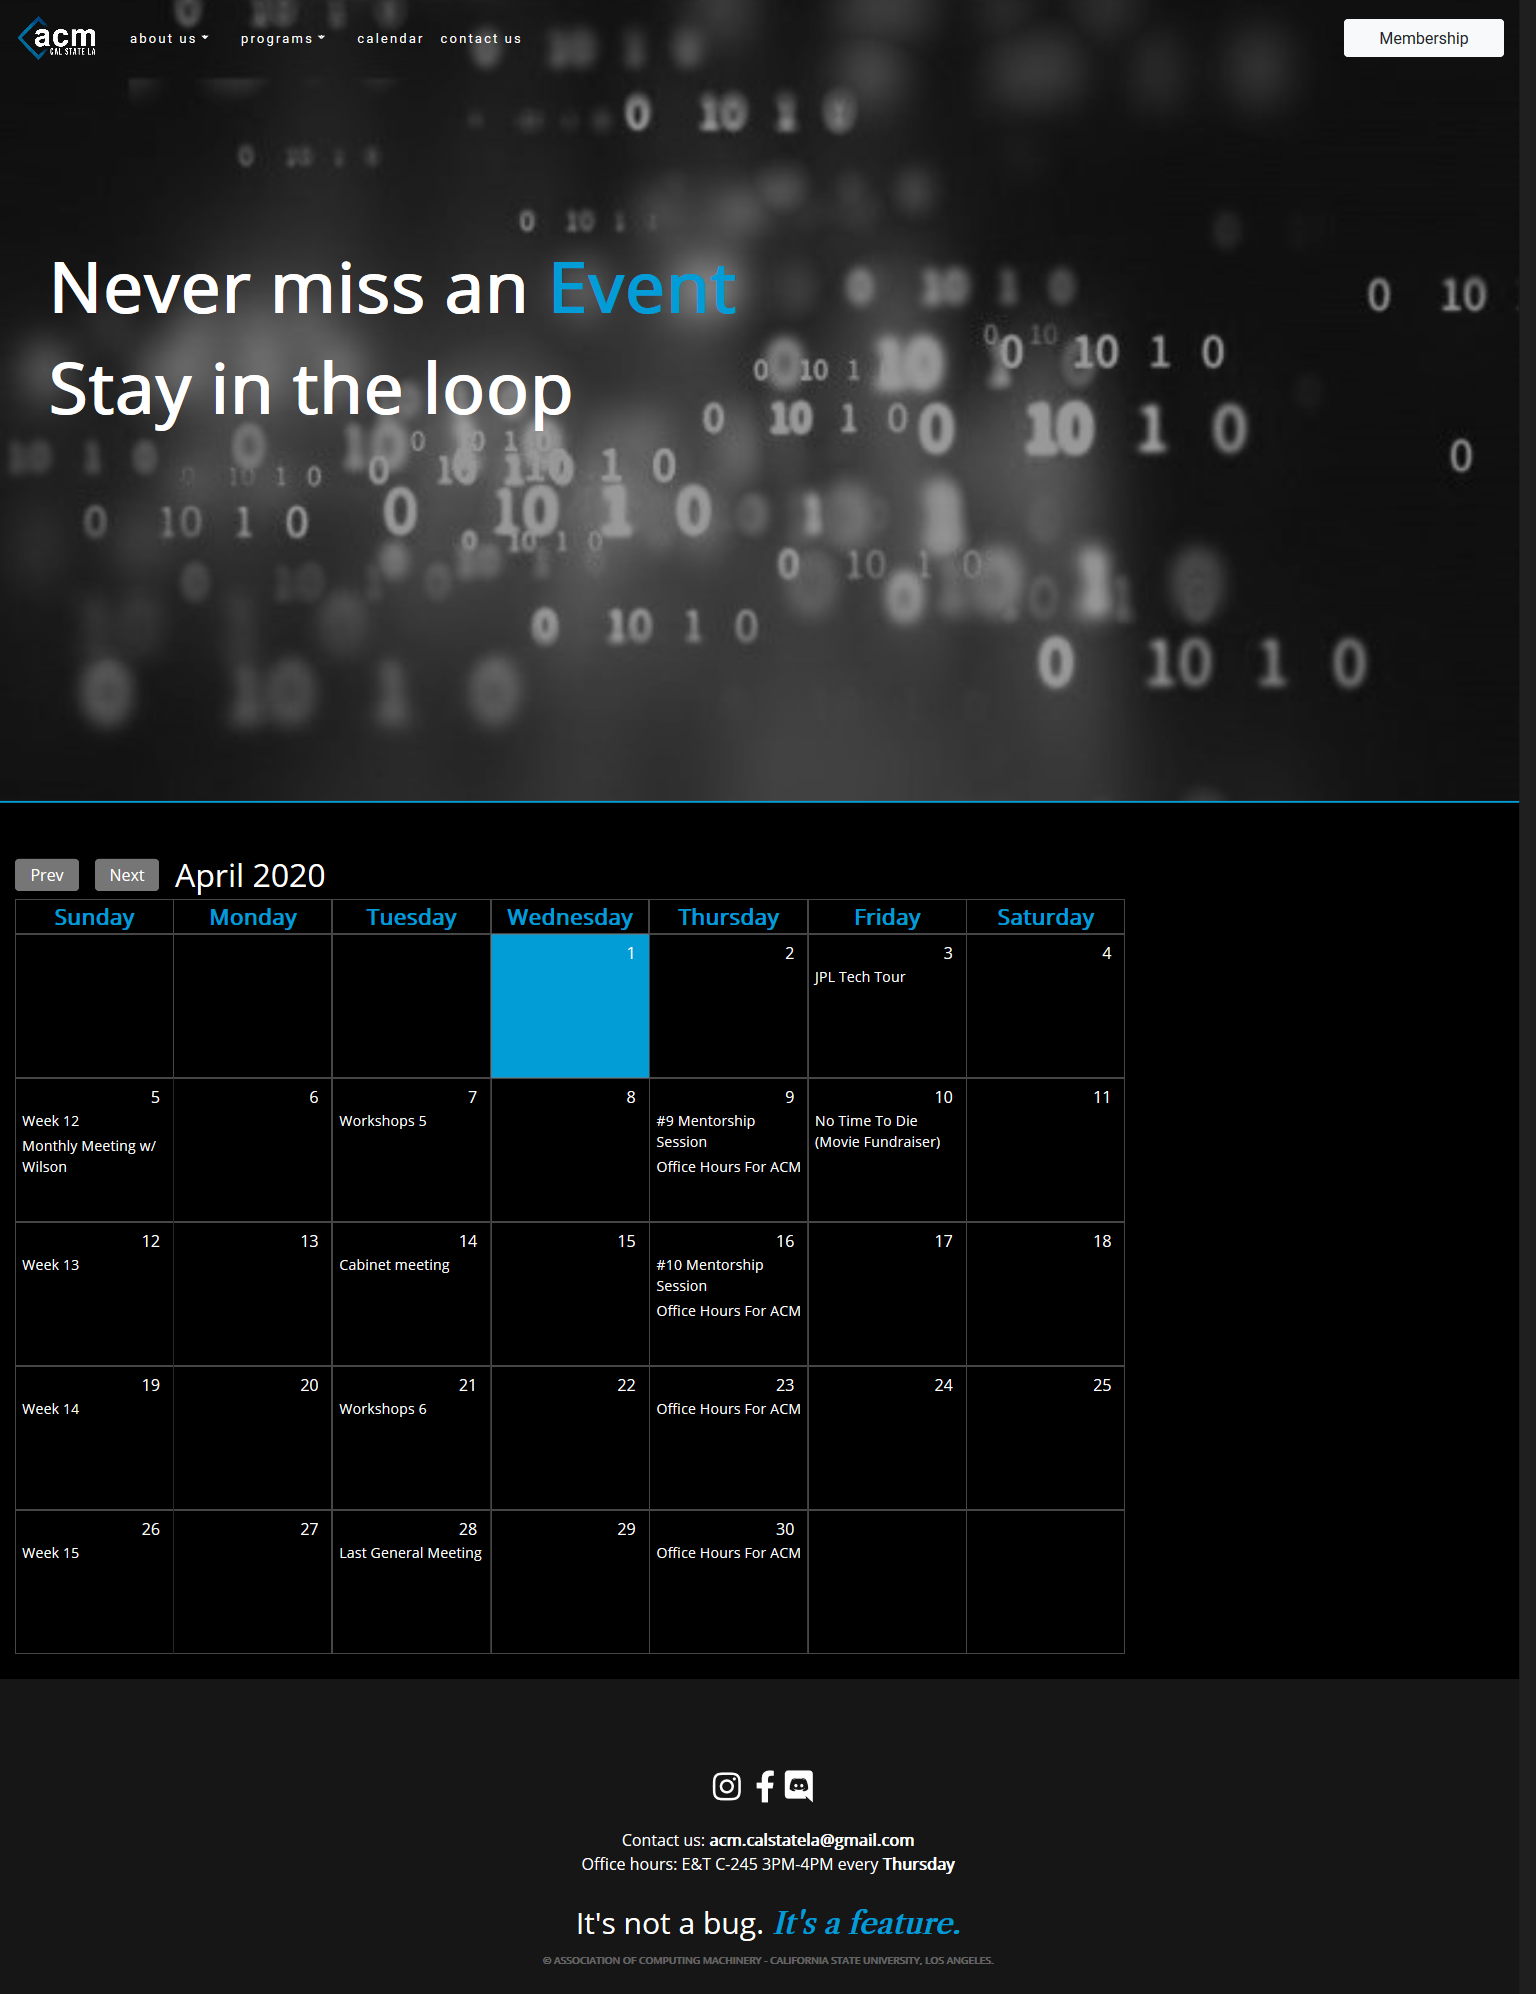 acm
CAL STATE LA
about us
programs
calendar
contact us
Membership
Never miss an Event
Stay in the loop
Prev
Next
April 2020
Sunday
Monday
Tuesday
Wednesday
Thursday
Friday
Saturday
1
2
3
JPL Tech Tour
4
5
Week 12
Monthly Meeting w/
Wilson
6
7
Workshops 5
8
9
#9 Mentorship
Session
Office Hours For ACM
10
No Time To Die
(Movie Fundraiser)
11
12
Week 13
13
14
Cabinet meeting
15
16
#10 Mentorship
Session
Office Hours For ACM
17
18
19
Week 14
20
21
Workshops 6
22
23
Office Hours For ACM
24
25
26
Week 15
27
28
Last General Meeting
29
30
Office Hours For ACM
Contact us: acm.calstatela@gmail.com
Office hours: E&T C-245 3PM-4PM every Thursday
It's not a bug. It's a feature.
© ASSOCIATION OF COMPUTING MACHINERY - CALIFORNIA STATE UNIVERSITY, LOS ANGELES.